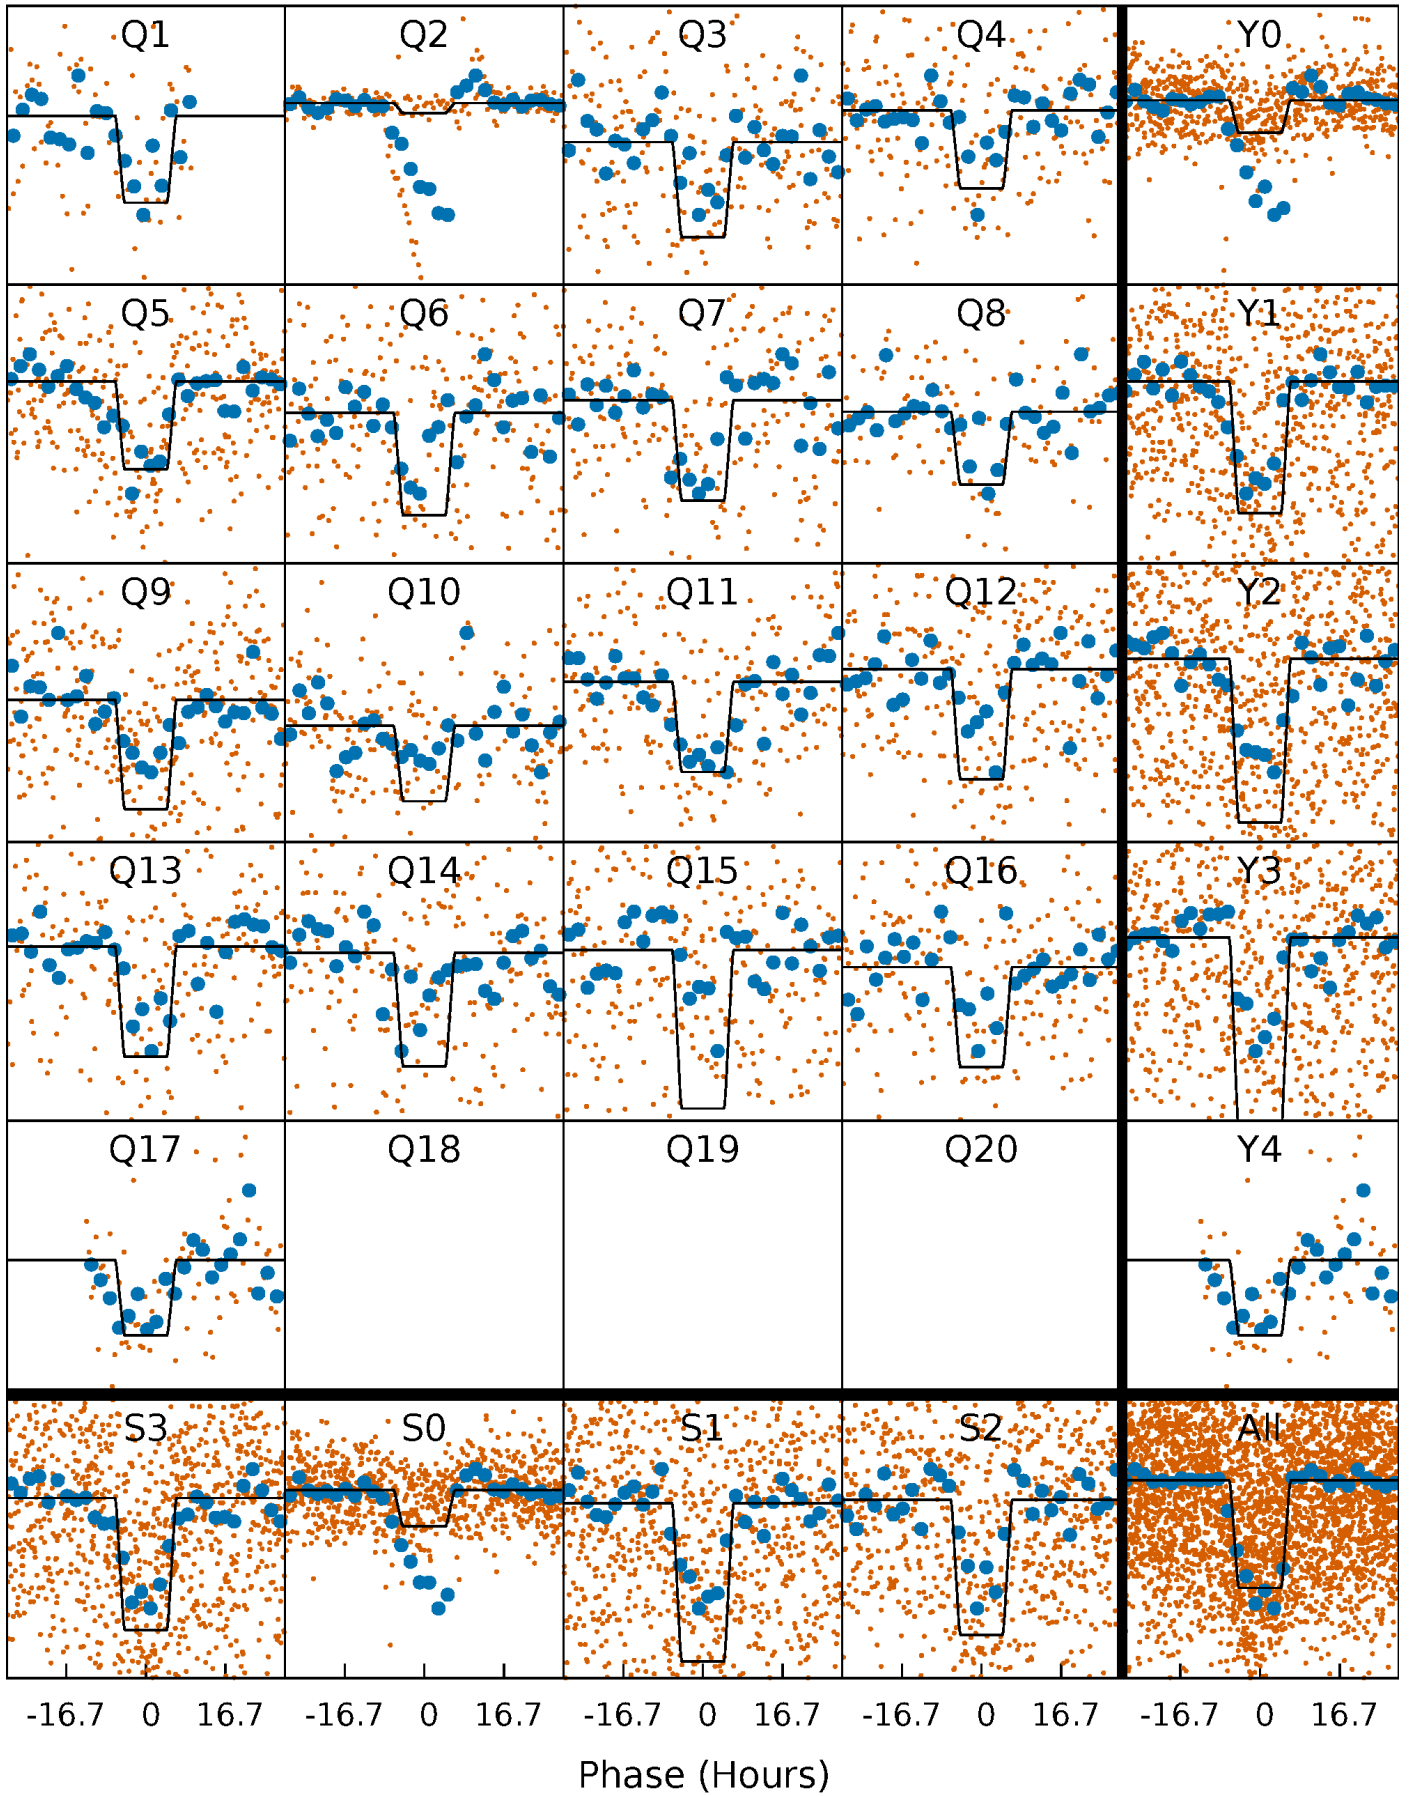 Q1 Q2 Q3 Q4 Y0
Q5 Q6 Q7 Q8 Y1
Q9 Q10 Q11 Q12 Y2
Q13 Q14 Q15 Q16 Y3
Q17 Q18 Q19 Q20 Y4
S3 S0 S1 S2 All
-16.7 0 16.7 -16.7 0 16.7 -16.7 0 16.7 -16.7 0 16.7 -16.7 0 16.7
Phase (Hours)